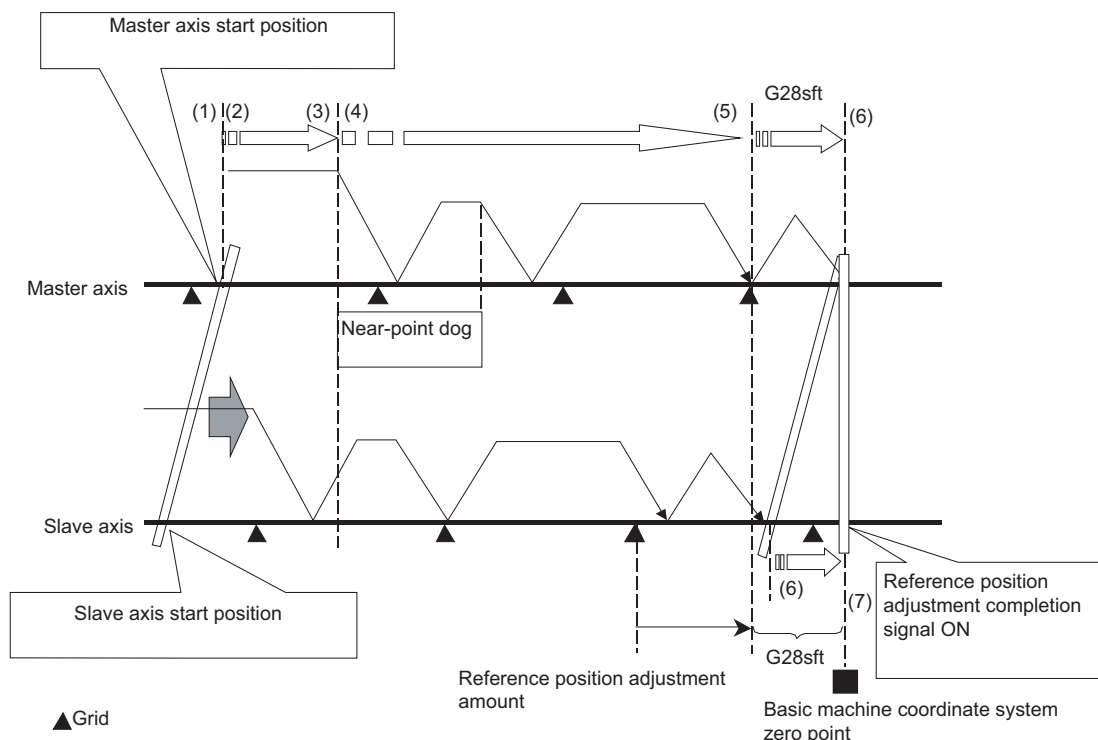 Master axis start position
G28sft
(1) (2) (3) (4) (5) (6)
Master axis
Near-point dog
Slave axis
Slave axis start position
(6)
(7)
Reference position
adjustment completion
signal ON
G28sft
Reference position adjustment
amount
Grid
Basic machine coordinate system
zero point